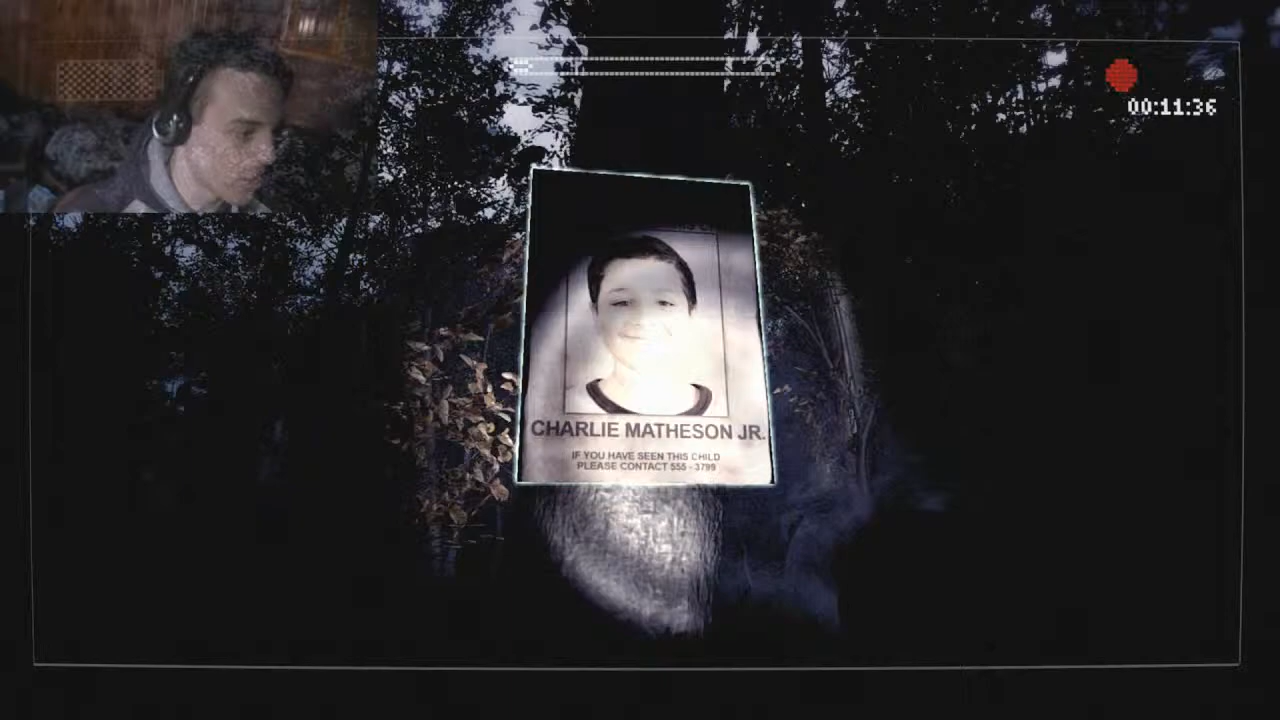 00:11:36
CHARLIE MATHESON JR.
IF YOU HAVE SEEN THIS CHILD
PLEASE CONTACT 555 - 3799